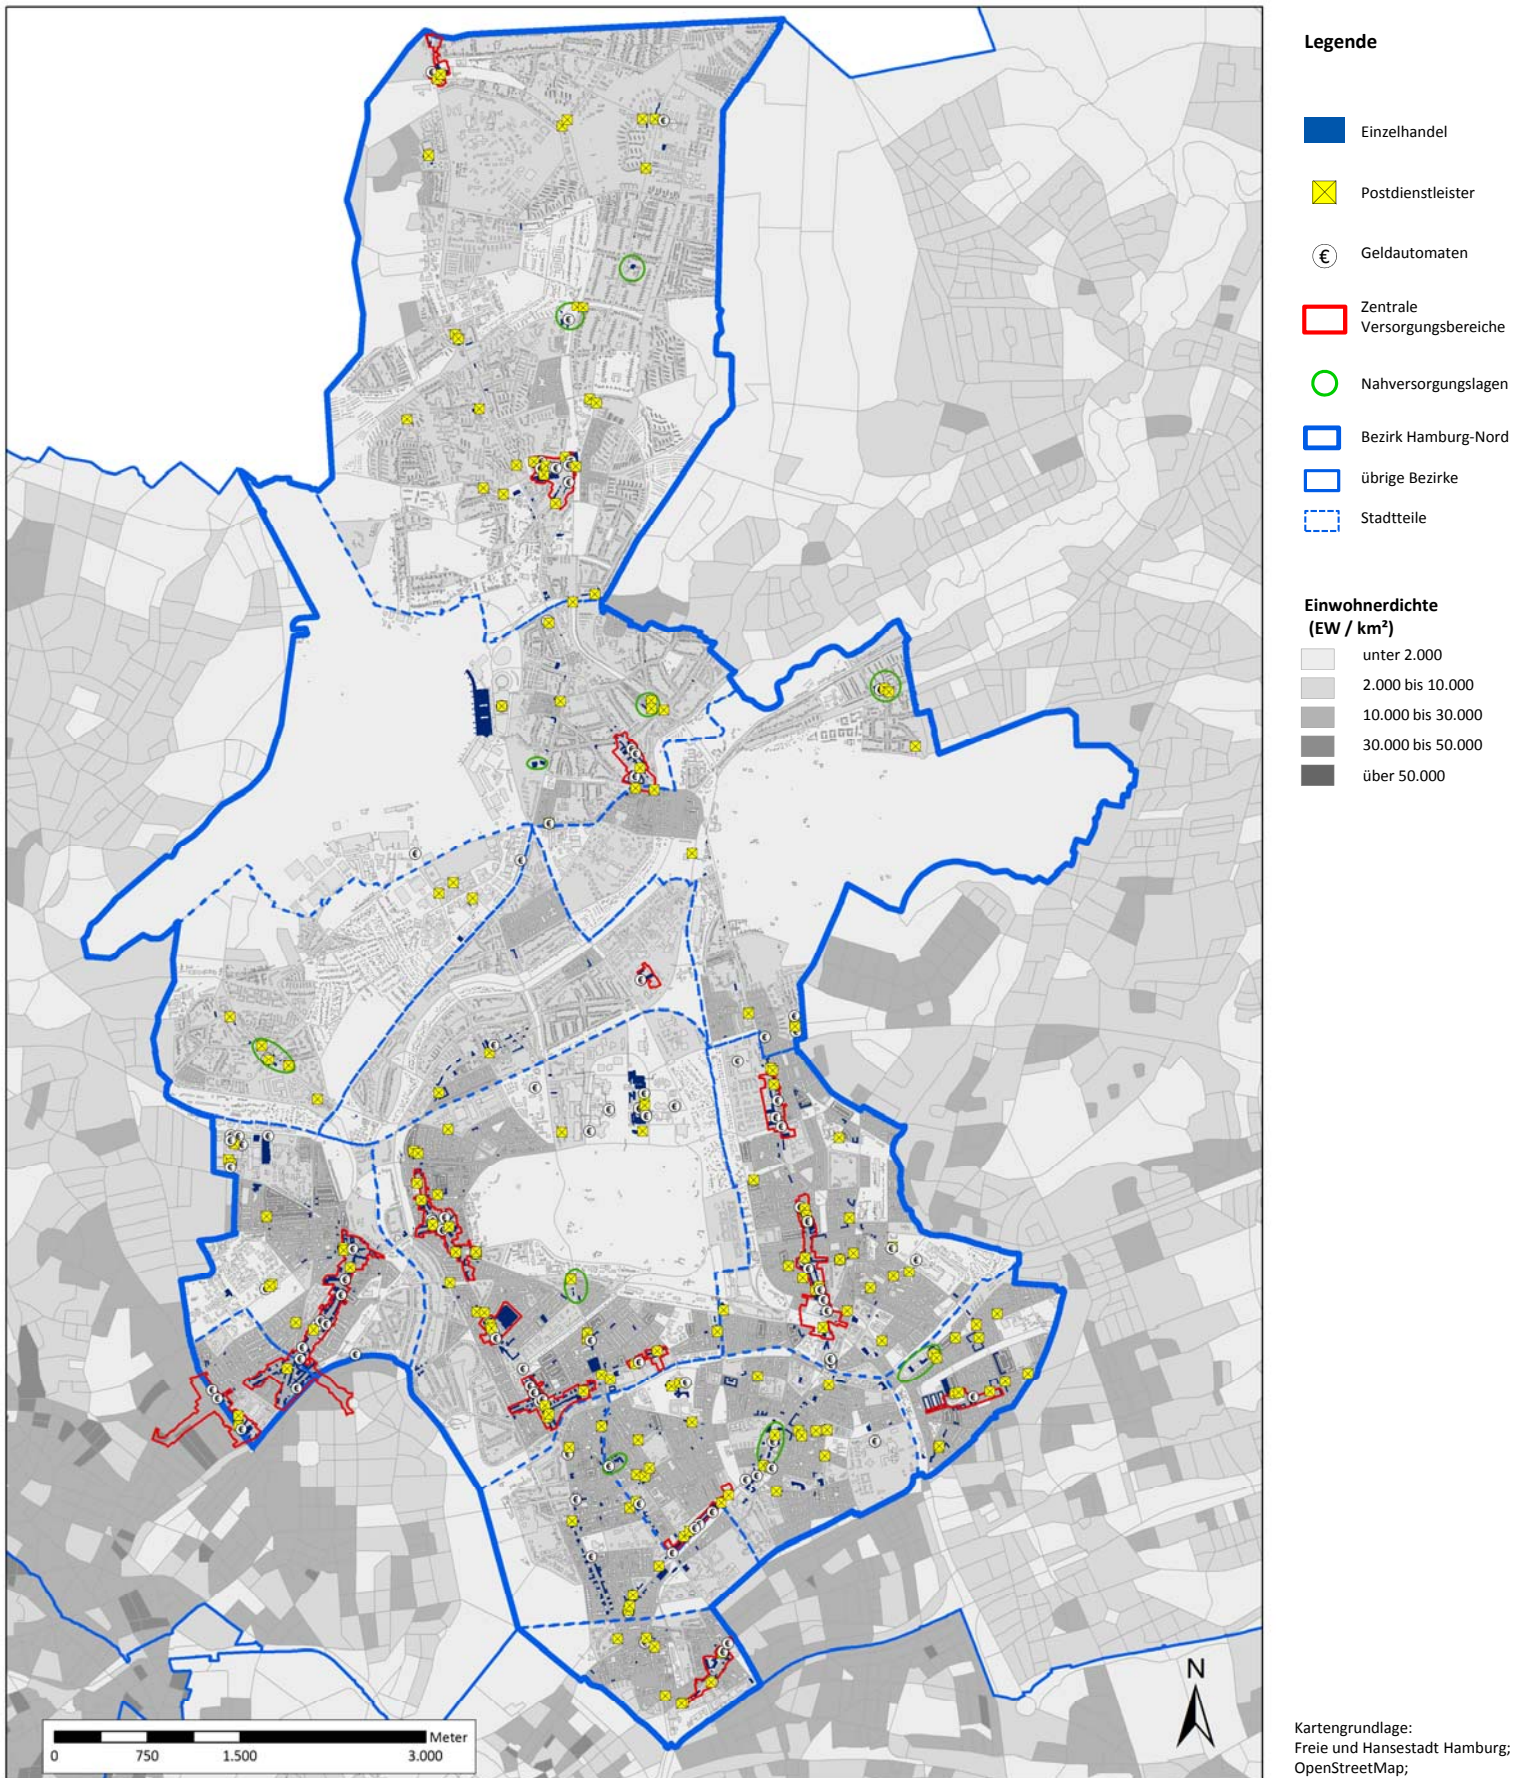 Legende
Einzelhandel
Postdienstleister
€ Geldautomaten
Zentrale
Versorgungsbereiche
Nahversorgungslagen
Bezirk Hamburg-Nord
übrige Bezirke
Stadtteile
Einwohnerdichte
(EW / km²)
unter 2.000
2.000 bis 10.000
10.000 bis 30.000
30.000 bis 50.000
über 50.000
N
Meter
0 750 1.500 3.000
Kartengrundlage:
Freie und Hansestadt Hamburg;
OpenStreetMap;